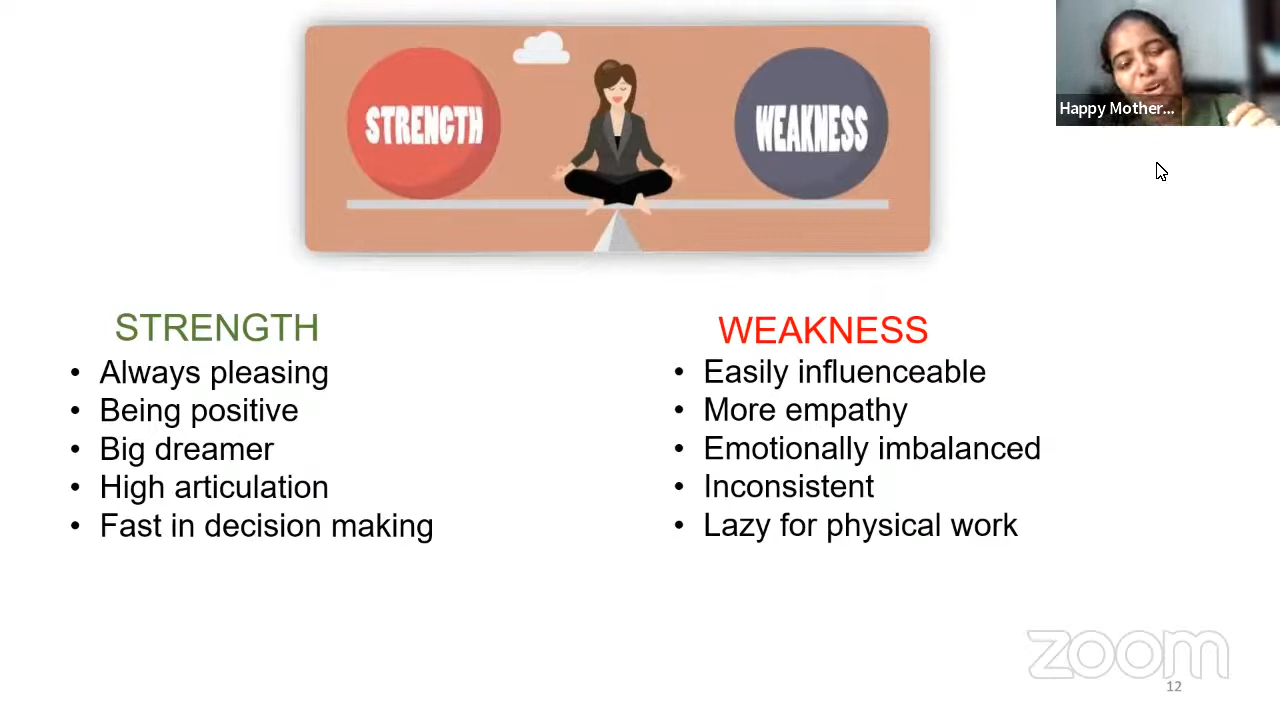 STRENGTH
WEAKNESS
Happy Mother...
STRENGTH
• Always pleasing
• Being positive
• Big dreamer
• High articulation
• Fast in decision making
WEAKNESS
• Easily influenceable
• More empathy
• Emotionally imbalanced
• Inconsistent
• Lazy for physical work
zoom
12